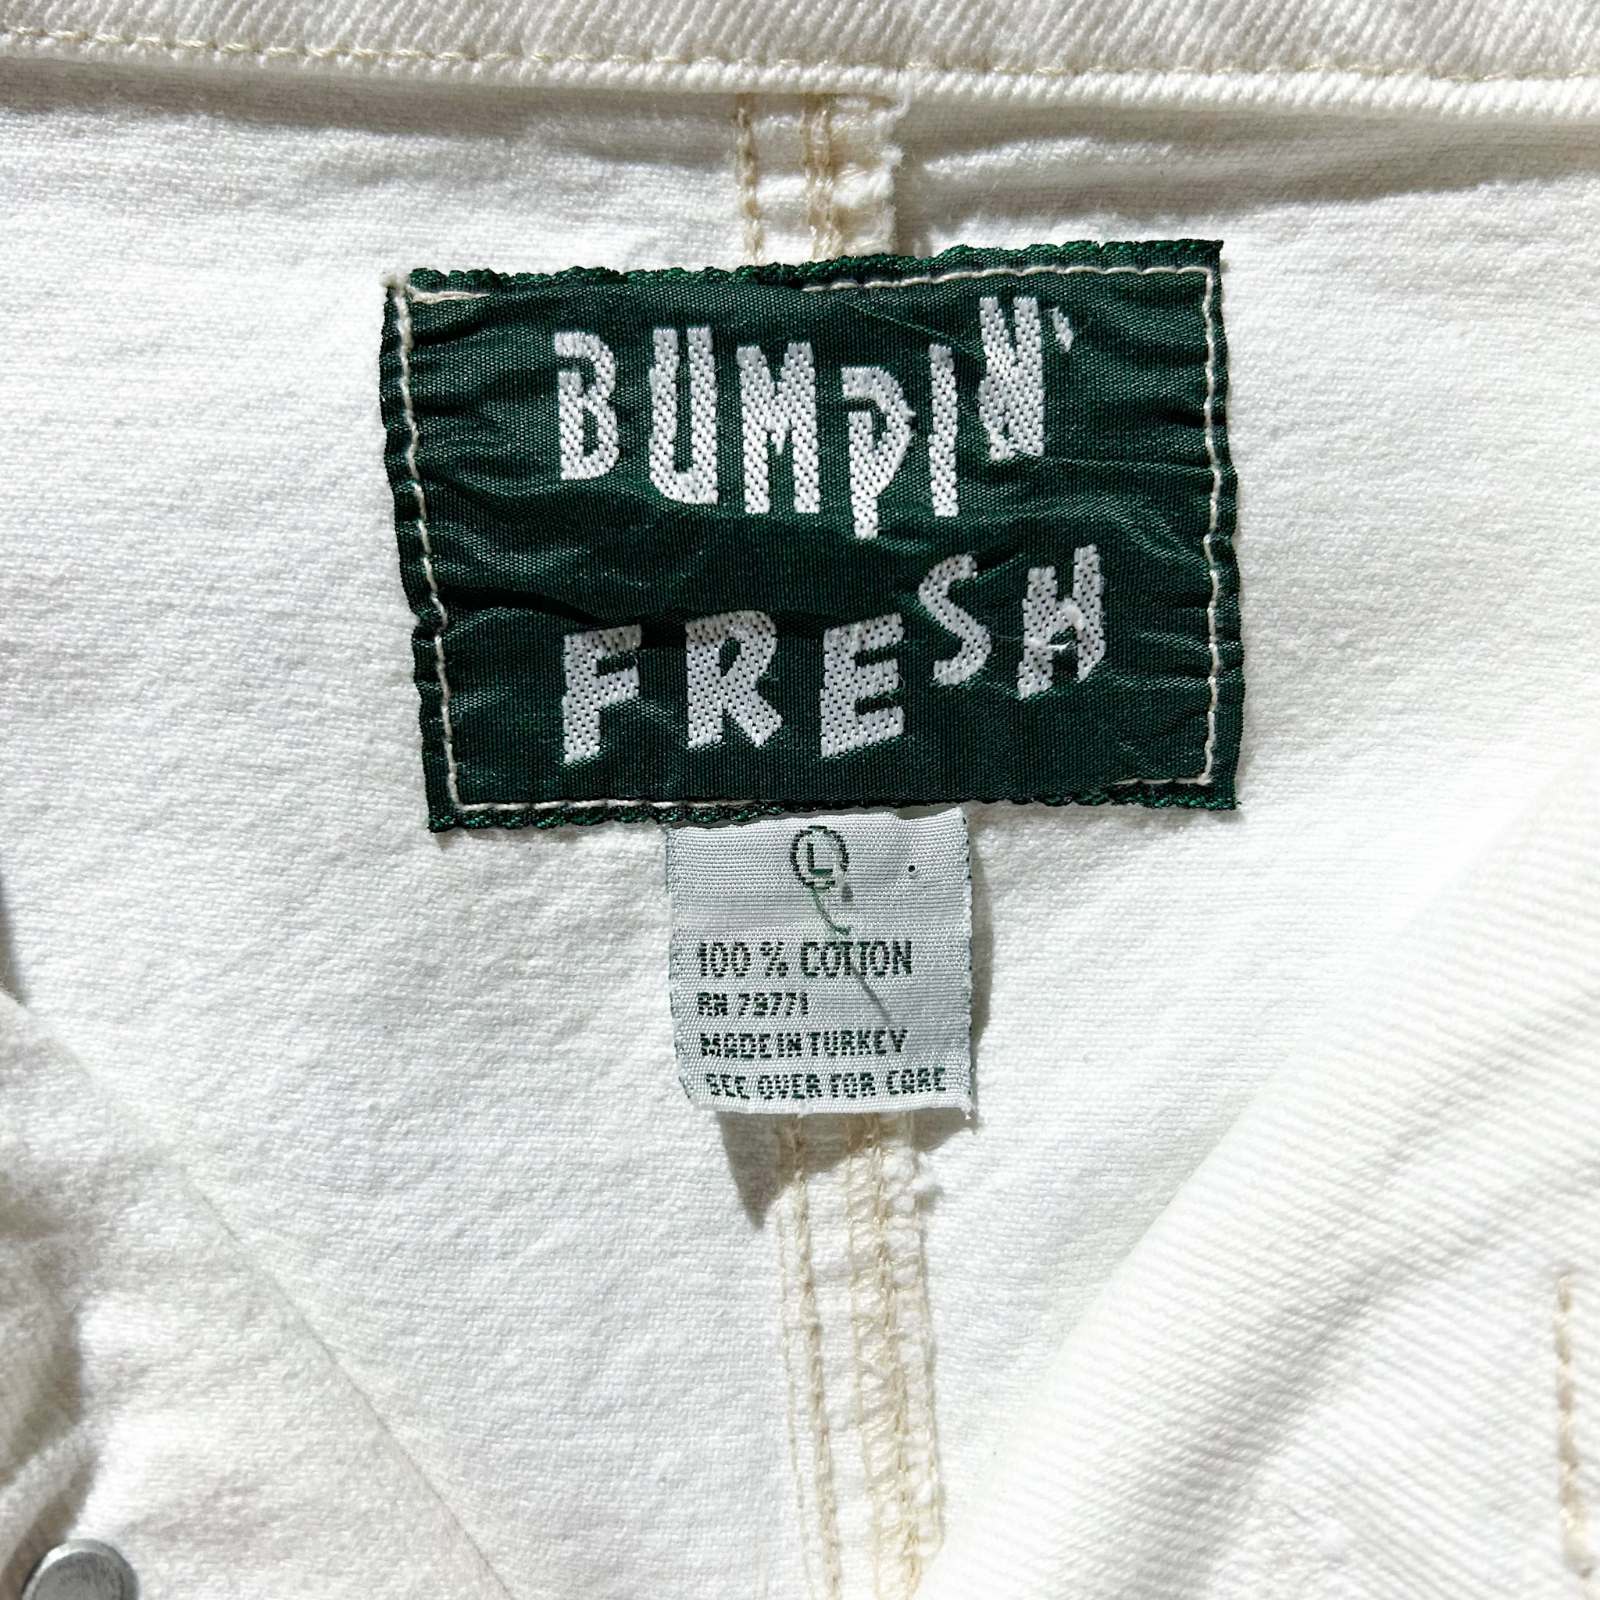 BUMPIN'
FRESH
L
100 % COTTON
RN 79771
MADE IN TURKEY
SEE OVER FOR CARE